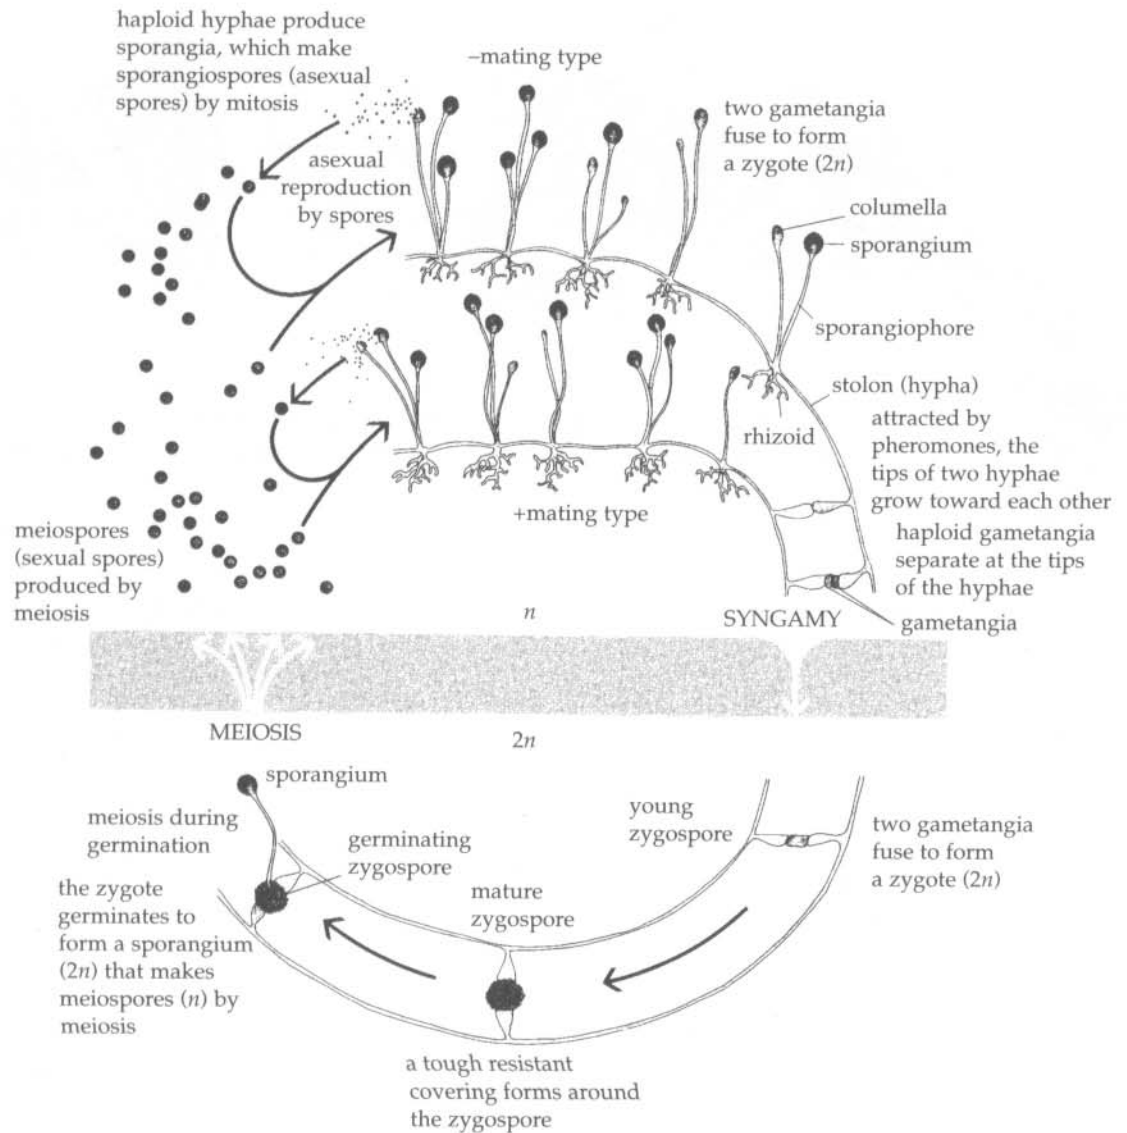 haploid hyphae produce
sporangia, which make
sporangiospores (asexual
spores) by mitosis
–mating type
two gametangia
fuse to form
a zygote (2n)
asexual
reproduction
by spores
columella
sporangium
sporangiophore
stolon (hypha)
rhizoid
attracted by
pheromones, the
tips of two hyphae
grow toward each other
+mating type
haploid gametangia
separate at the tips
of the hyphae
meiospores
(sexual spores)
produced by
meiosis
n
SYNGAMY
gametangia
MEIOSIS
2n
sporangium
meiosis during
germination
germinating
zygospore
young
zygospore
two gametangia
fuse to form
a zygote (2n)
the zygote
germinates to
form a sporangium
(2n) that makes
meiospores (n) by
meiosis
mature
zygospore
a tough resistant
covering forms around
the zygospore